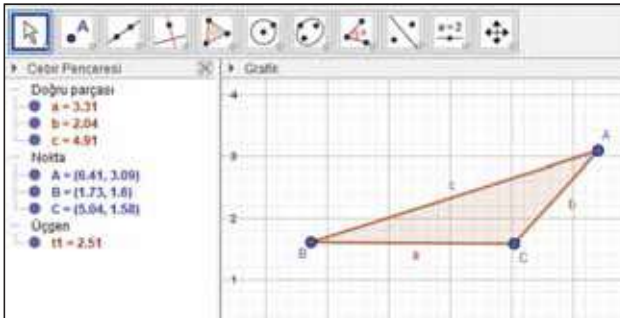 A
a=2
Cebir Penceresi
Grafik
Doğru parçası
a = 3.31
b = 2.04
c = 4.91
Nokta
A = (6.41, 3.09)
B = (1.73, 1.6)
C = (5.04, 1.58)
Üçgen
t1 = 2.51
4
3
2
1
A
c
b
B
a
C